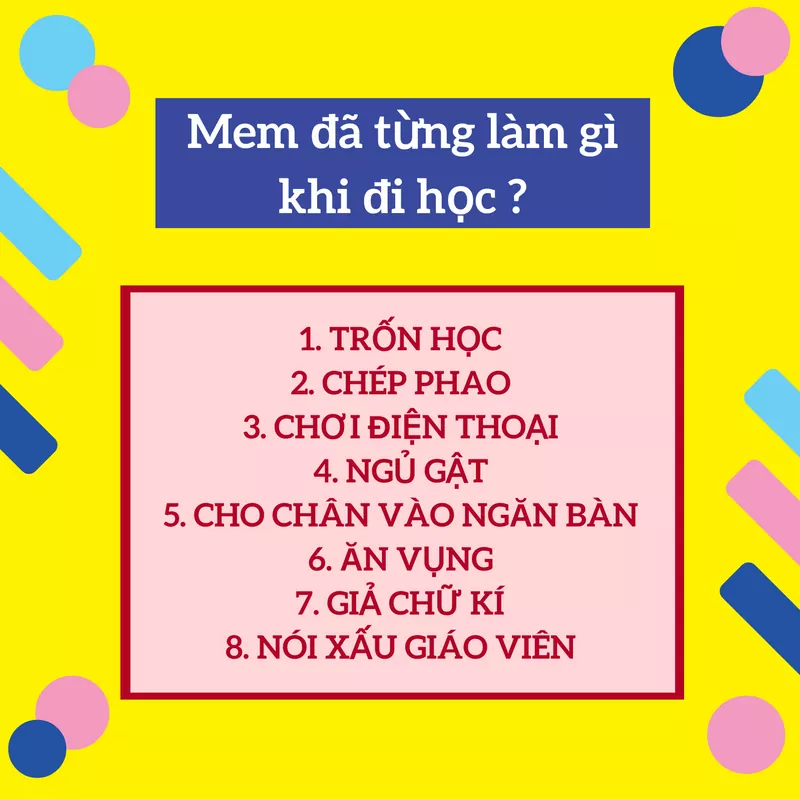 Mem đã từng làm gì
khi đi học ?
1. TRỐN HỌC
2. CHÉP PHAO
3. CHƠI ĐIỆN THOẠI
4. NGỦ GẬT
5. CHO CHÂN VÀO NGĂN BÀN
6. ĂN VỤNG
7. GIẢ CHỮ KÍ
8. NÓI XẤU GIÁO VIÊN